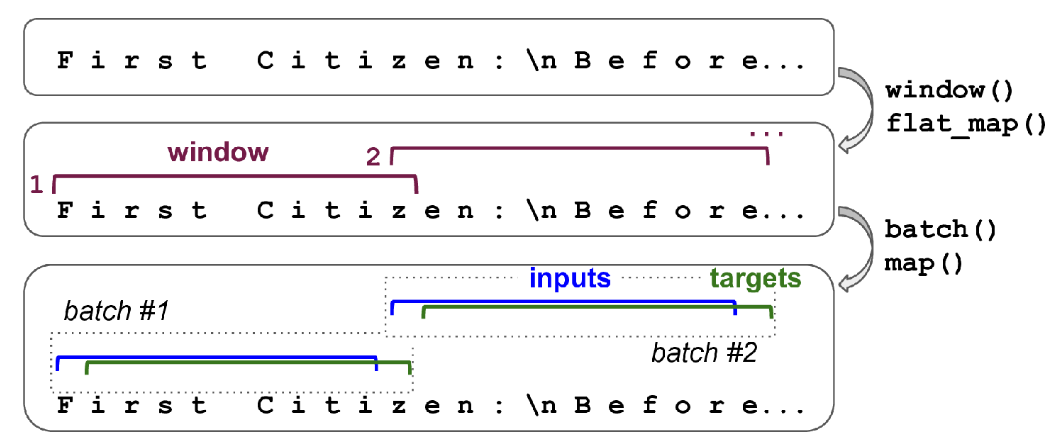 F i r s t   C i t i z e n : \n B e f o r e...
window()
flat_map()
...
window
2
1
F i r s t   C i t i z e n : \n B e f o r e...
batch()
map()
inputs
targets
batch #1
batch #2
F i r s t   C i t i z e n : \n B e f o r e...